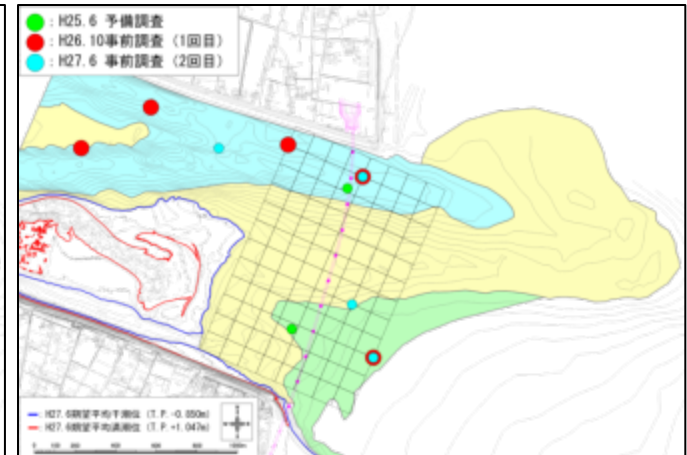 : H25.6 予備調査
: H26.10事前調査（1回目）
: H27.6 事前調査（2回目）
H27.6朔望平均干潮位（T.P.-0.850m）
H27.6朔望平均満潮位（T.P.+1.047m）